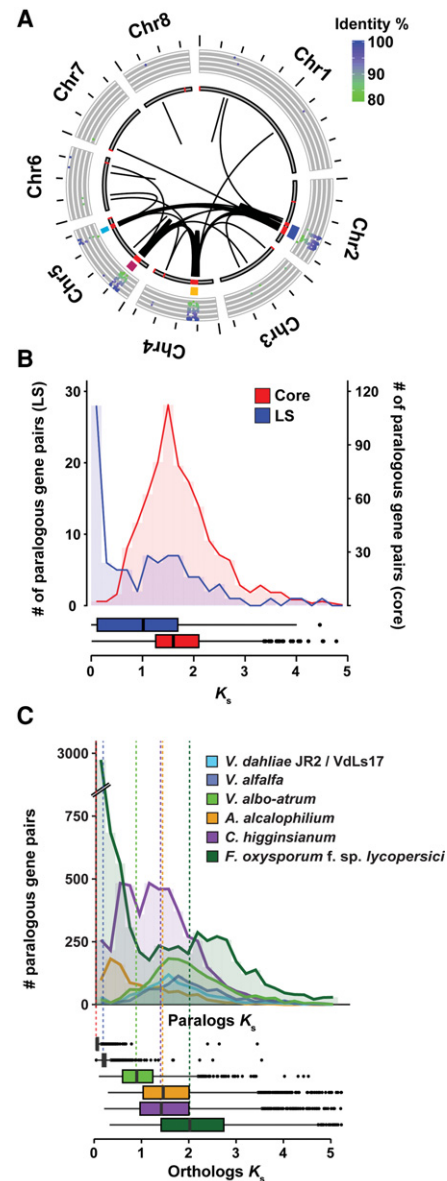 A
Identity %
100
90
80
Chr1
Chr2
Chr3
Chr4
Chr5
Chr6
Chr7
Chr8
B
# of paralogous gene pairs (LS)
30
20
10
0
Core
LS
120
90
60
30
0
# of paralogous gene pairs (core)
0 1 2 3 4 5
Ks
C
# paralogous gene pairs
3000
750
500
250
0
V. dahliae JR2 / VdLs17
V. alfalfa
V. albo-atrum
A. alcalophilium
C. higginsianum
F. oxysporum f. sp. lycopersici
Paralogs Ks
0 1 2 3 4 5
Orthologs Ks